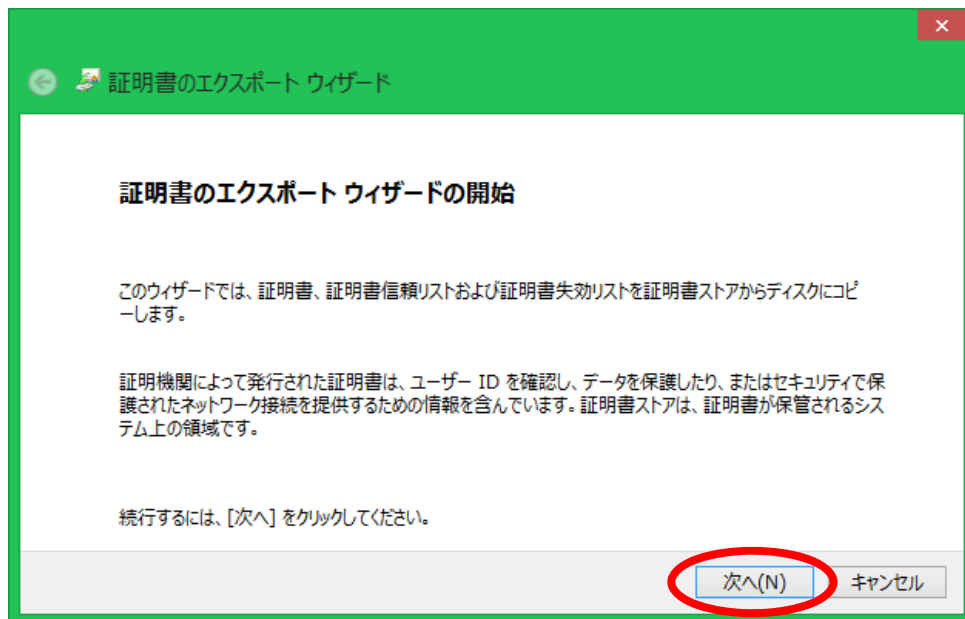 証明書のエクスポート ウィザード
証明書のエクスポート ウィザードの開始
このウィザードでは、証明書、証明書信頼リストおよび証明書失効リストを証明書ストアからディスクにコピ
ーします。
証明機関によって発行された証明書は、ユーザー ID を確認し、データを保護したり、またはセキュリティで保
護されたネットワーク接続を提供するための情報を含んでいます。証明書ストアは、証明書が保管されるシス
テム上の領域です。
続行するには、[次へ] をクリックしてください。
次へ(N) キャンセル